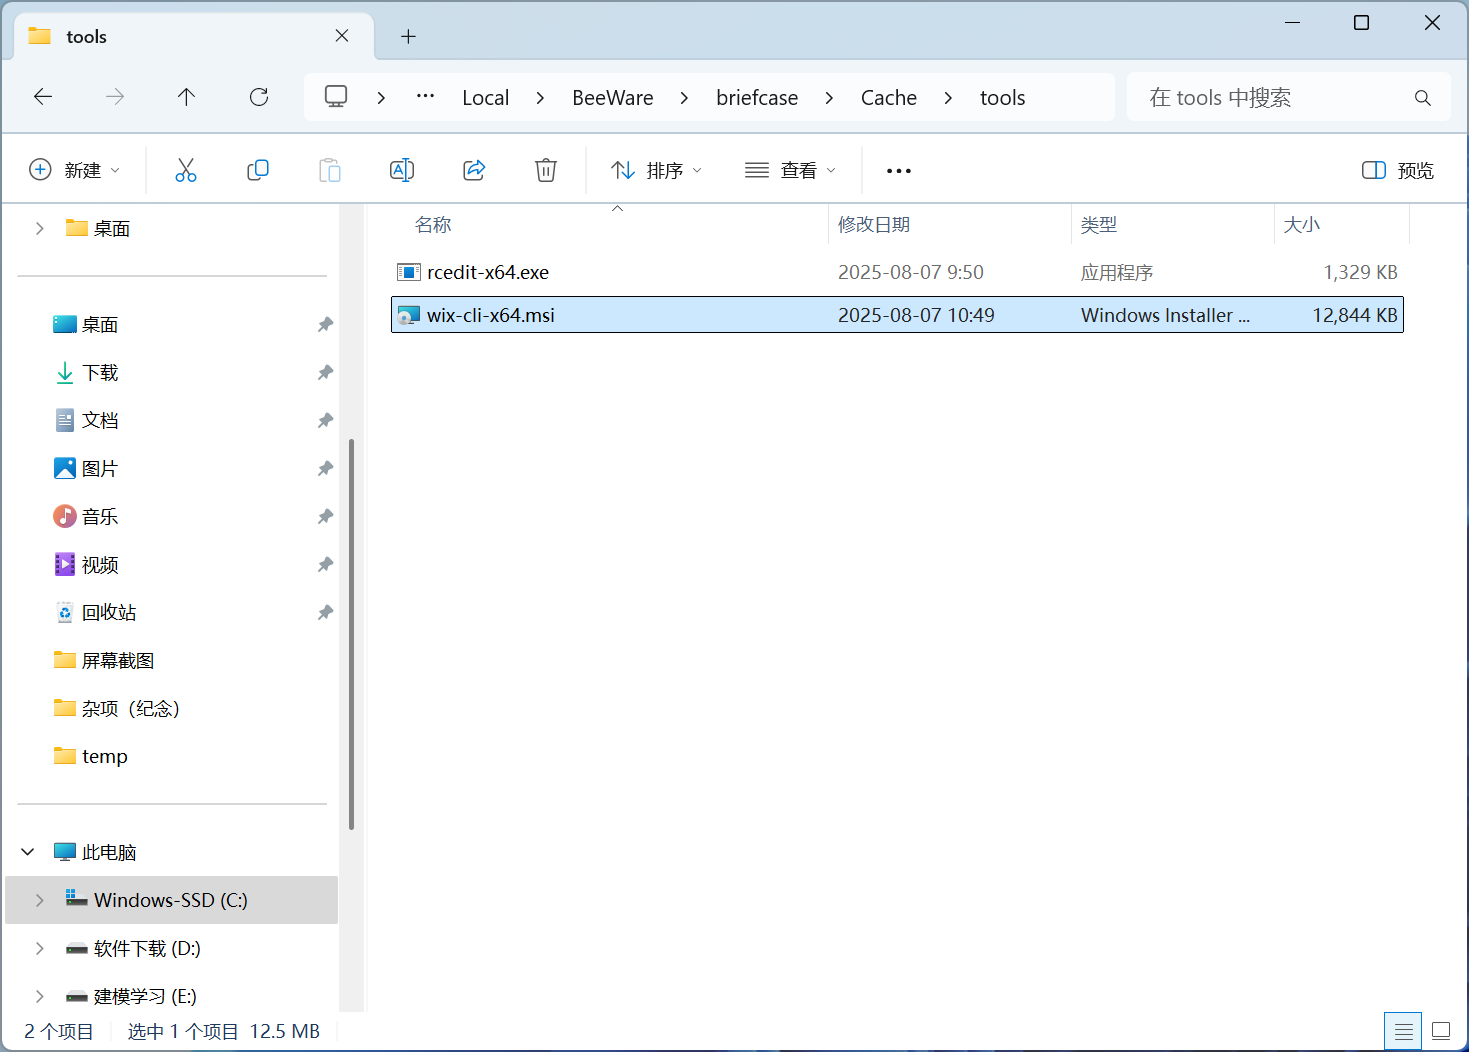 tools
Local
BeeWare
briefcase
Cache
tools
在 tools 中搜索
新建
排序
查看
预览
桌面
桌面
下载
文档
图片
音乐
视频
回收站
屏幕截图
杂项（纪念）
temp
此电脑
Windows-SSD (C:)
软件下载 (D:)
建模学习 (E:)
名称 修改日期 类型 大小
rcedit-x64.exe 2025-08-07 9:50 应用程序 1,329 KB
wix-cli-x64.msi 2025-08-07 10:49 Windows Installer ... 12,844 KB
2 个项目 选中 1 个项目 12.5 MB